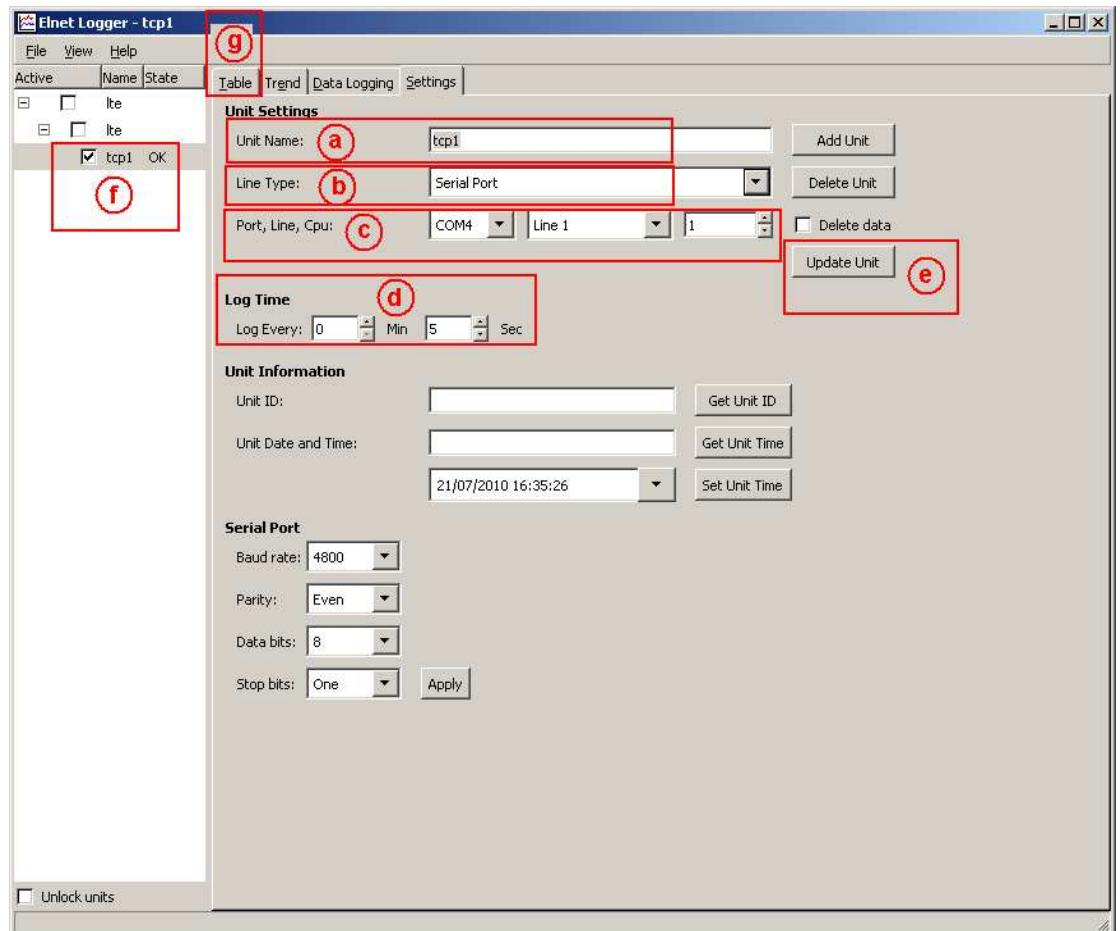 Elnet Logger - tcp1
File View Help
g
Active Name State
Table Trend Data Logging Settings
lte
lte
tcp1 OK
f
Unit Settings
Unit Name: a tcp1 Add Unit
Line Type: b Serial Port Delete Unit
Port, Line, Cpu: c COM4 Line 1 1 Delete data
Update Unit e
Log Time d
Log Every: 0 Min 5 Sec
Unit Information
Unit ID: Get Unit ID
Unit Date and Time: Get Unit Time
21/07/2010 16:35:26 Set Unit Time
Serial Port
Baud rate: 4800
Parity: Even
Data bits: 8
Stop bits: One Apply
Unlock units